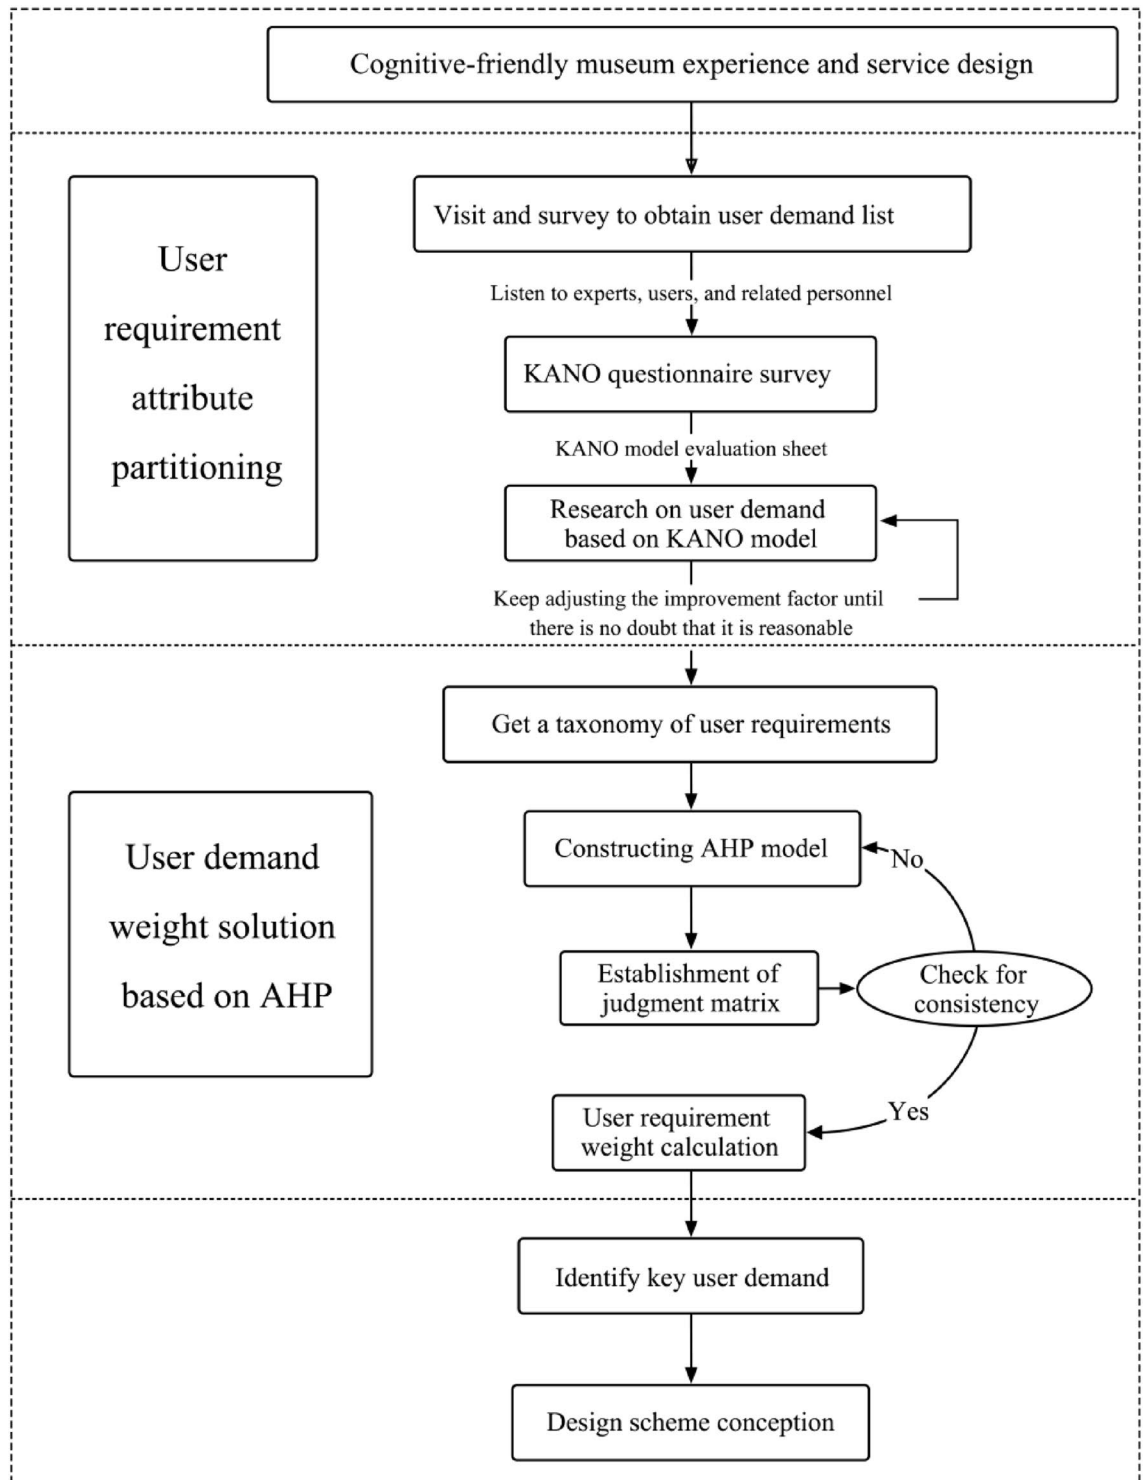 Cognitive-friendly museum experience and service design
User
requirement
attribute
partitioning
Visit and survey to obtain user demand list
Listen to experts, users, and related personnel
KANO questionnaire survey
KANO model evaluation sheet
Research on user demand
based on KANO model
Keep adjusting the improvement factor until
there is no doubt that it is reasonable
User demand
weight solution
based on AHP
Get a taxonomy of user requirements
Constructing AHP model
No
Establishment of
judgment matrix
Check for
consistency
Yes
User requirement
weight calculation
Identify key user demand
Design scheme conception